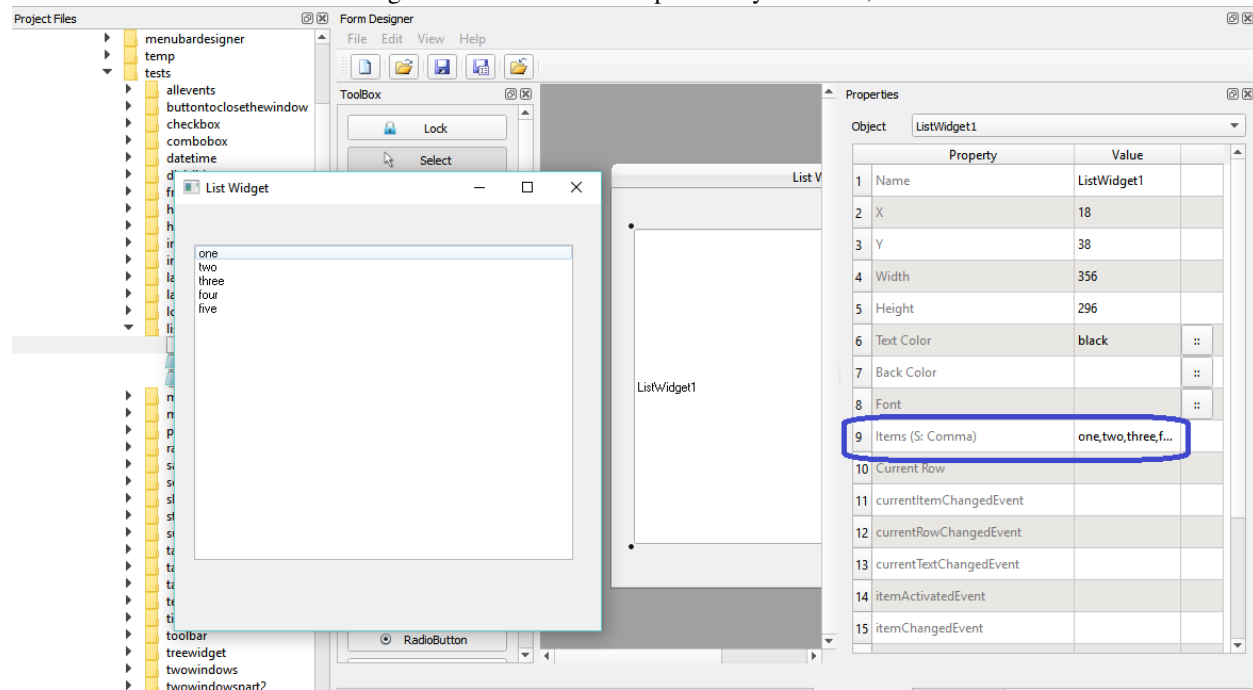 Project Files
menubardesigner
temp
tests
allevents
buttontoclosethewindow
checkbox
combobox
datetime
toolbar
treewidget
twowindows
twowindowspart2
Form Designer
File Edit View Help
ToolBox
Lock
Select
RadioButton
List Widget
one
two
three
four
five
List W
ListWidget1
Properties
Object ListWidget1
Property Value
1 Name ListWidget1
2 X 18
3 Y 38
4 Width 356
5 Height 296
6 Text Color black ::
7 Back Color ::
8 Font ::
9 Items (S: Comma) one,two,three,f...
10 Current Row
11 currentItemChangedEvent
12 currentRowChangedEvent
13 currentTextChangedEvent
14 itemActivatedEvent
15 itemChangedEvent